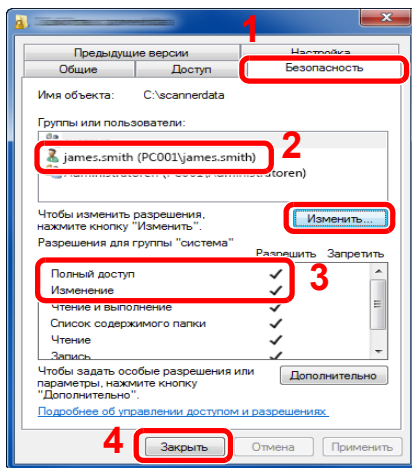 1
Предыдущие версии Настройка
Общие Доступ Безопасность
Имя объекта: C:\scannerdata
Группы или пользователи:
james.smith (PC001\james.smith) 2
Чтобы изменить разрешения,
нажмите кнопку "Изменить". Изменить...
Разрешения для группы "система"
Разрешить Запретить
Полный доступ
Изменение 3
Чтение и выполнение
Список содержимого папки
Чтение
Запись
Чтобы задать особые разрешения или
параметры, нажмите кнопку
"Дополнительно". Дополнительно
Подробнее об управлении доступом и разрешениях
4 Закрыть Отмена Применить